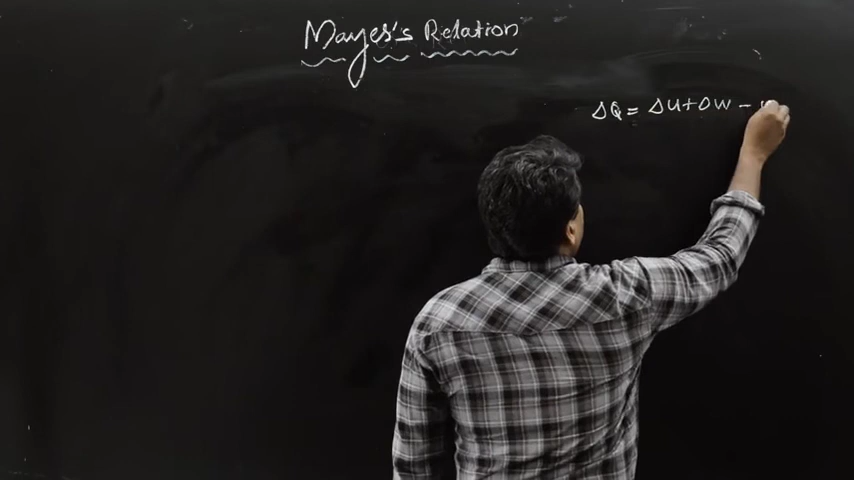 Mayer's Relation
ΔQ = ΔU+ΔW –